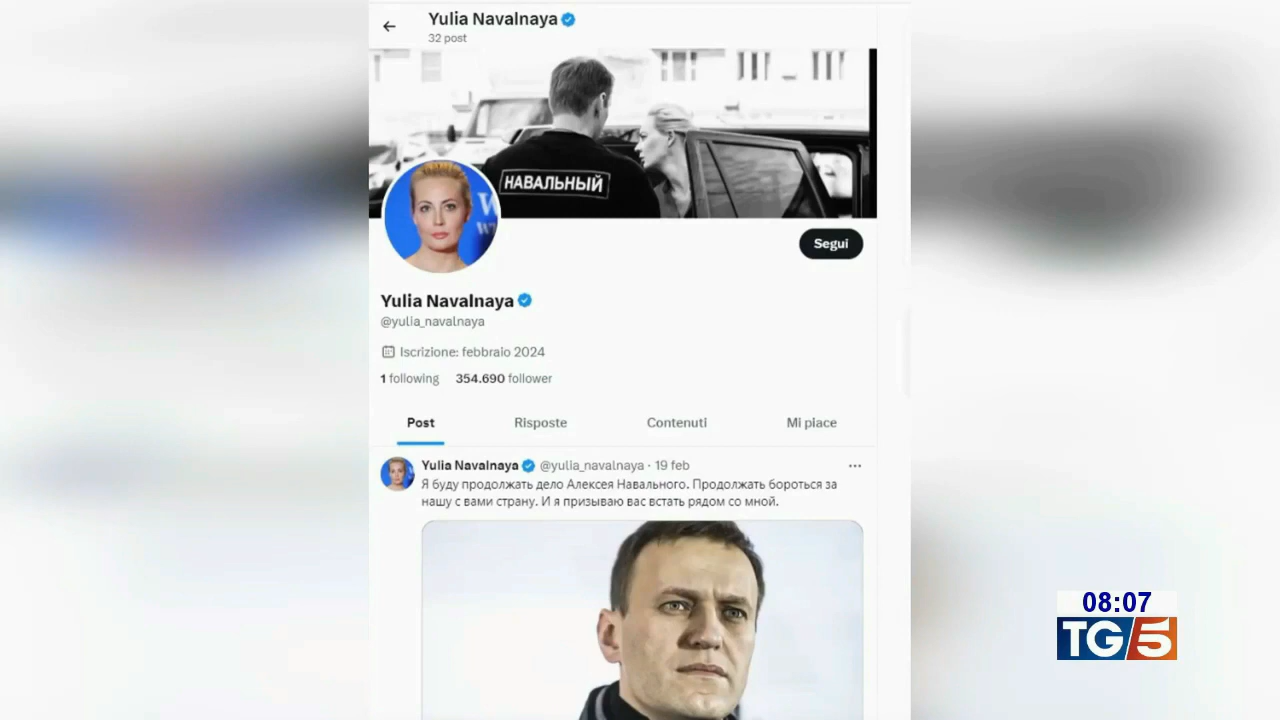 Yulia Navalnaya
32 post
НАВАЛЬНЫЙ
Segui
Yulia Navalnaya
@yulia_navalnaya
Iscrizione: febbraio 2024
1 following 354.690 follower
Post Risposte Contenuti Mi piace
Yulia Navalnaya @yulia_navalnaya · 19 feb
Я буду продолжать дело Алексея Навального. Продолжать бороться за
нашу с вами страну. И я призываю вас встать рядом со мной.
08:07
TG5